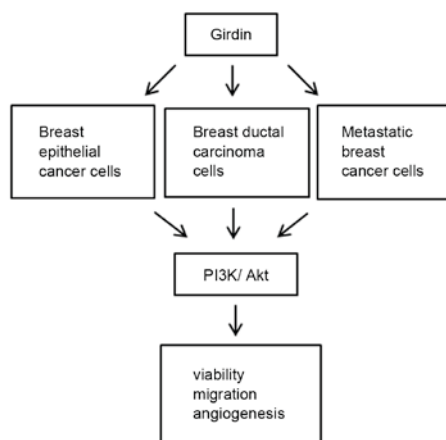 Girdin
Breast
epithelial
cancer cells
Breast ductal
carcinoma
cells
Metastatic
breast
cancer cells
PI3K/ Akt
viability
migration
angiogenesis